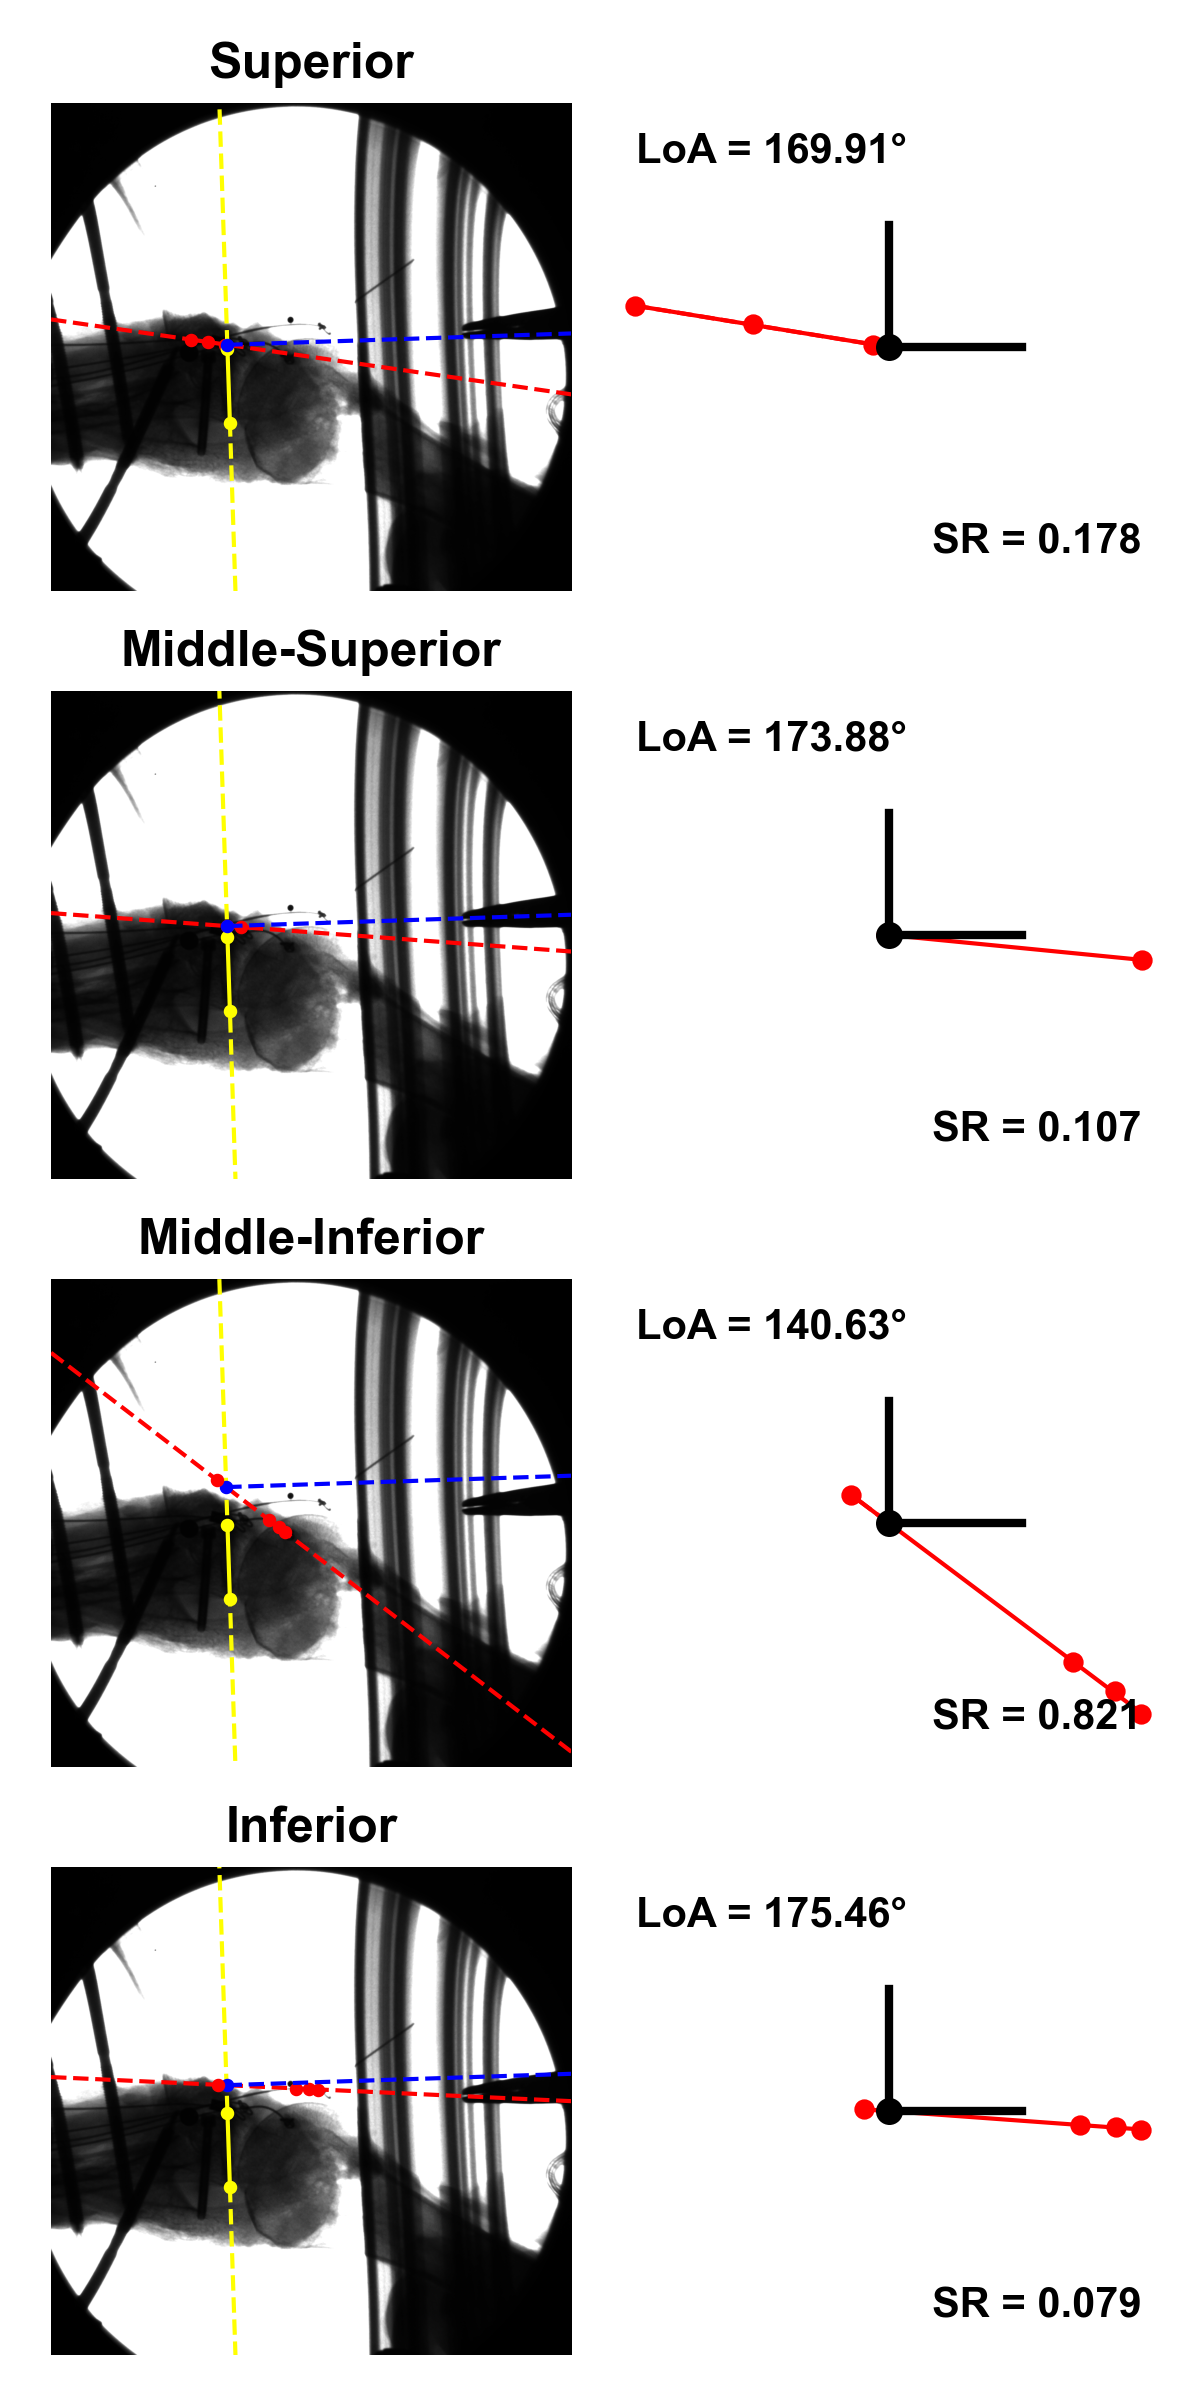 Superior
LoA = 169.91°
SR = 0.178
Middle-Superior
LoA = 173.88°
SR = 0.107
Middle-Inferior
LoA = 140.63°
SR = 0.821
Inferior
LoA = 175.46°
SR = 0.079